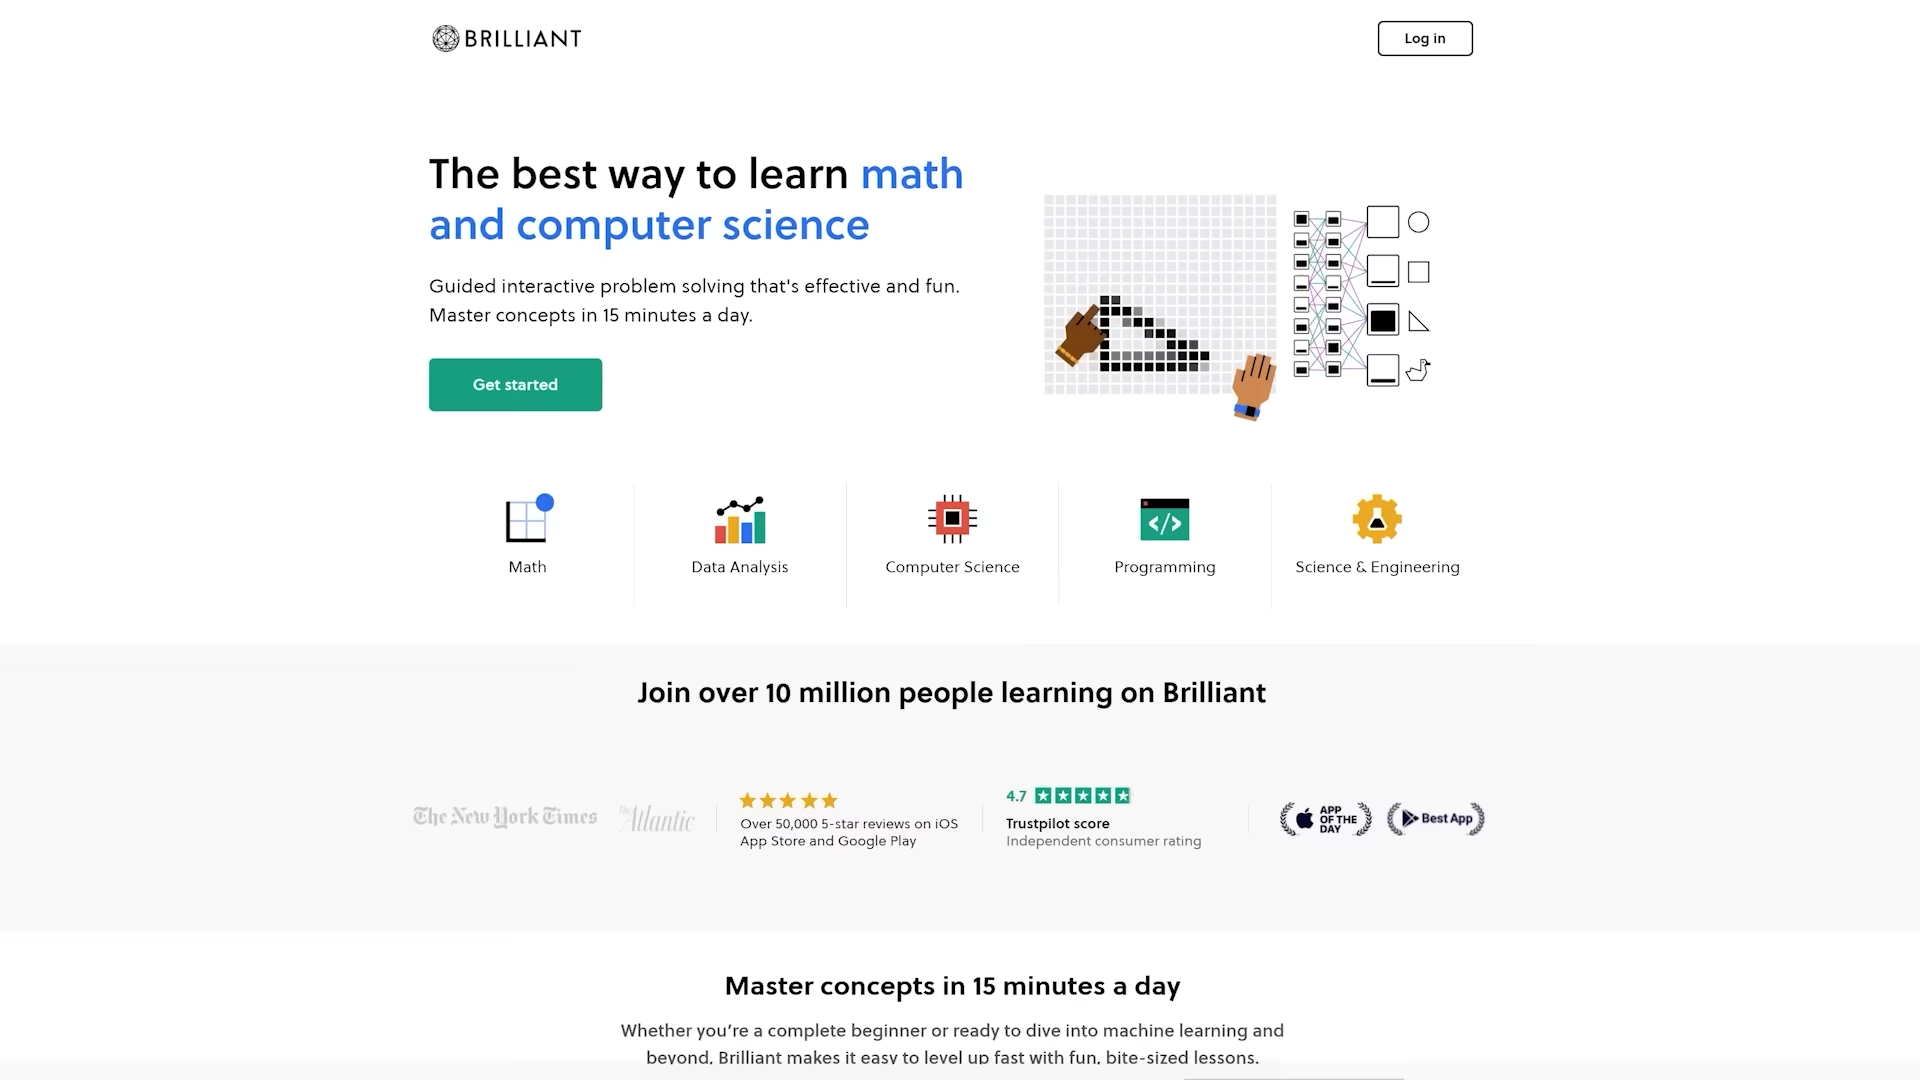 BRILLIANT
Log in
The best way to learn math
and computer science
Guided interactive problem solving that's effective and fun.
Master concepts in 15 minutes a day.
Get started
Math
Data Analysis
Computer Science
</>
Programming
Science & Engineering
Join over 10 million people learning on Brilliant
The New York Times
The Atlantic
Over 50,000 5-star reviews on iOS
App Store and Google Play
4.7
Trustpilot score
Independent consumer rating
APP
OF THE
DAY
Best App
Master concepts in 15 minutes a day
Whether you’re a complete beginner or ready to dive into machine learning and
beyond, Brilliant makes it easy to level up fast with fun, bite-sized lessons.